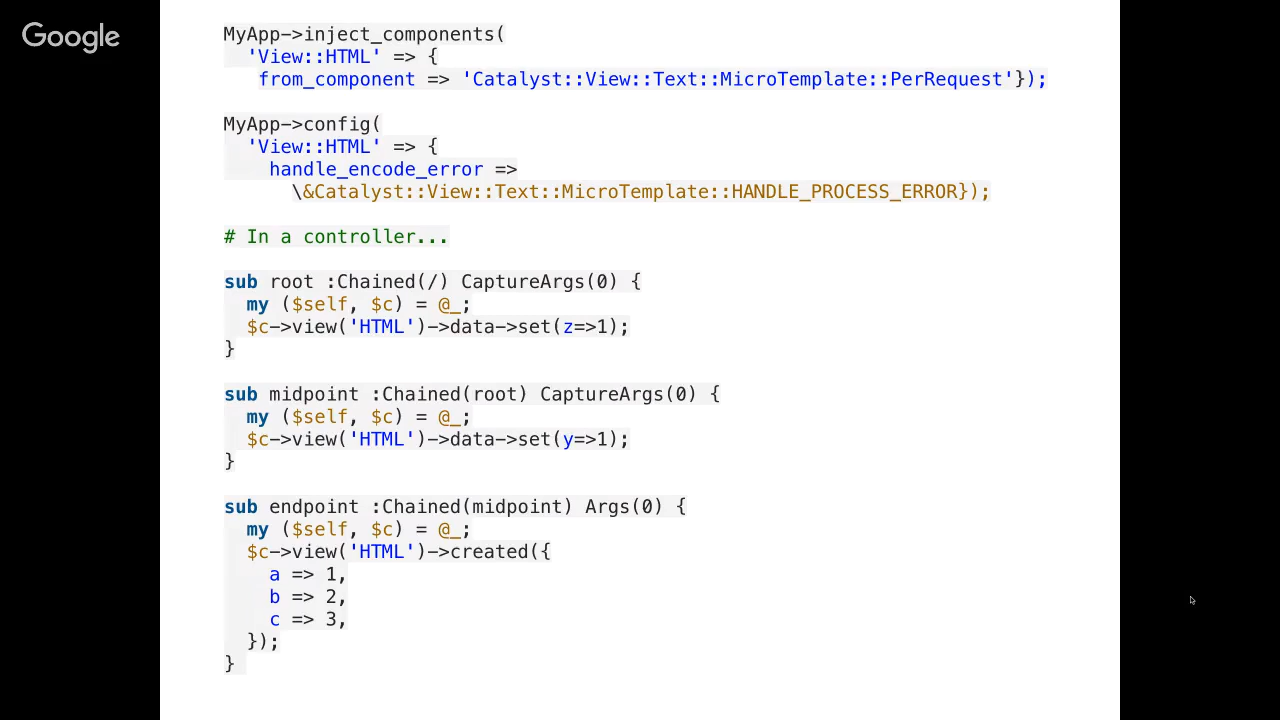 Google
MyApp->inject_components(
  'View::HTML' => {
   from_component => 'Catalyst::View::Text::MicroTemplate::PerRequest'});
MyApp->config(
  'View::HTML' => {
    handle_encode_error =>
      \&Catalyst::View::Text::MicroTemplate::HANDLE_PROCESS_ERROR});
# In a controller...
sub root :Chained(/) CaptureArgs(0) {
  my ($self, $c) = @_;
  $c->view('HTML')->data->set(z=>1);
}
sub midpoint :Chained(root) CaptureArgs(0) {
  my ($self, $c) = @_;
  $c->view('HTML')->data->set(y=>1);
}
sub endpoint :Chained(midpoint) Args(0) {
  my ($self, $c) = @_;
  $c->view('HTML')->created({
    a => 1,
    b => 2,
    c => 3,
  });
}